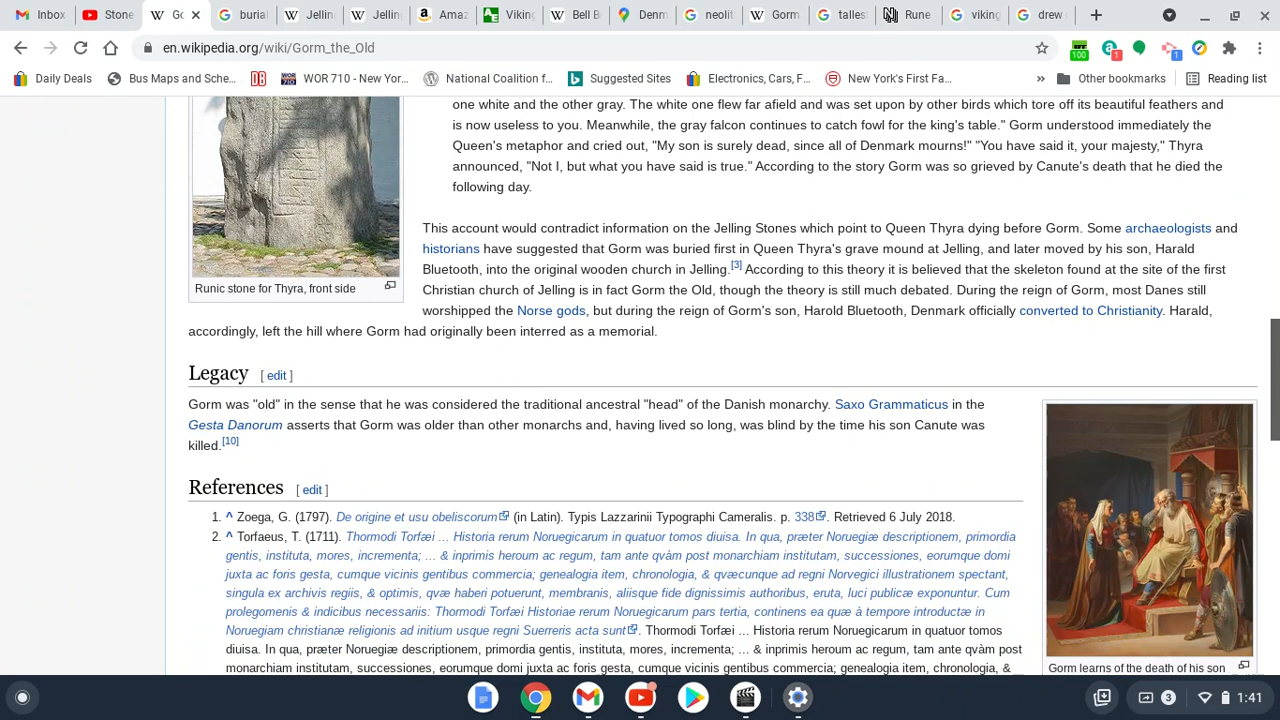 Inbox
Stone
Go
burial
Jellin
Jellin
Amaz
Viking
Bell B
Denm
neolit
Gorm
talles
Rune
viking
drew
en.wikipedia.org/wiki/Gorm_the_Old
100
1
1
Daily Deals
Bus Maps and Sche...
WOR 710 - New Yor...
National Coalition f...
Suggested Sites
Electronics, Cars, F...
New York's First Fa...
»
Other bookmarks
Reading list
one white and the other gray. The white one flew far afield and was set upon by other birds which tore off its beautiful feathers and
is now useless to you. Meanwhile, the gray falcon continues to catch fowl for the king's table." Gorm understood immediately the
Queen's metaphor and cried out, "My son is surely dead, since all of Denmark mourns!" "You have said it, your majesty," Thyra
announced, "Not I, but what you have said is true." According to the story Gorm was so grieved by Canute's death that he died the
following day.
Runic stone for Thyra, front side
This account would contradict information on the Jelling Stones which point to Queen Thyra dying before Gorm. Some archaeologists and
historians have suggested that Gorm was buried first in Queen Thyra's grave mound at Jelling, and later moved by his son, Harald
Bluetooth, into the original wooden church in Jelling.[3] According to this theory it is believed that the skeleton found at the site of the first
Christian church of Jelling is in fact Gorm the Old, though the theory is still much debated. During the reign of Gorm, most Danes still
worshipped the Norse gods, but during the reign of Gorm's son, Harold Bluetooth, Denmark officially converted to Christianity. Harald,
accordingly, left the hill where Gorm had originally been interred as a memorial.
Legacy [ edit ]
Gorm was "old" in the sense that he was considered the traditional ancestral "head" of the Danish monarchy. Saxo Grammaticus in the
Gesta Danorum asserts that Gorm was older than other monarchs and, having lived so long, was blind by the time his son Canute was
killed.[10]
References [ edit ]
1. ^ Zoega, G. (1797). De origine et usu obeliscorum (in Latin). Typis Lazzarinii Typographi Cameralis. p. 338. Retrieved 6 July 2018.
2. ^ Torfaeus, T. (1711). Thormodi Torfæi ... Historia rerum Noruegicarum in quatuor tomos diuisa. In qua, præter Noruegiæ descriptionem, primordia
gentis, instituta, mores, incrementa; ... & inprimis heroum ac regum, tam ante qvàm post monarchiam institutam, successiones, eorumque domi
juxta ac foris gesta, cumque vicinis gentibus commercia; genealogia item, chronologia, & qvæcunque ad regni Norvegici illustrationem spectant,
singula ex archivis regiis, & optimis, qvæ haberi potuerunt, membranis, aliisque fide dignissimis authoribus, eruta, luci publicæ exponuntur. Cum
prolegomenis & indicibus necessariis: Thormodi Torfæi Historiae rerum Noruegicarum pars tertia, continens ea quæ à tempore introductæ in
Noruegiam christianæ religionis ad initium usque regni Suerreris acta sunt. Thormodi Torfæi ... Historia rerum Noruegicarum in quatuor tomos
diuisa. In qua, præter Noruegiæ descriptionem, primordia gentis, instituta, mores, incrementa; ... & inprimis heroum ac regum, tam ante qvàm post
monarchiam institutam, successiones, eorumque domi juxta ac foris gesta, cumque vicinis gentibus commercia; genealogia item, chronologia, &
Gorm learns of the death of his son
3
1:41